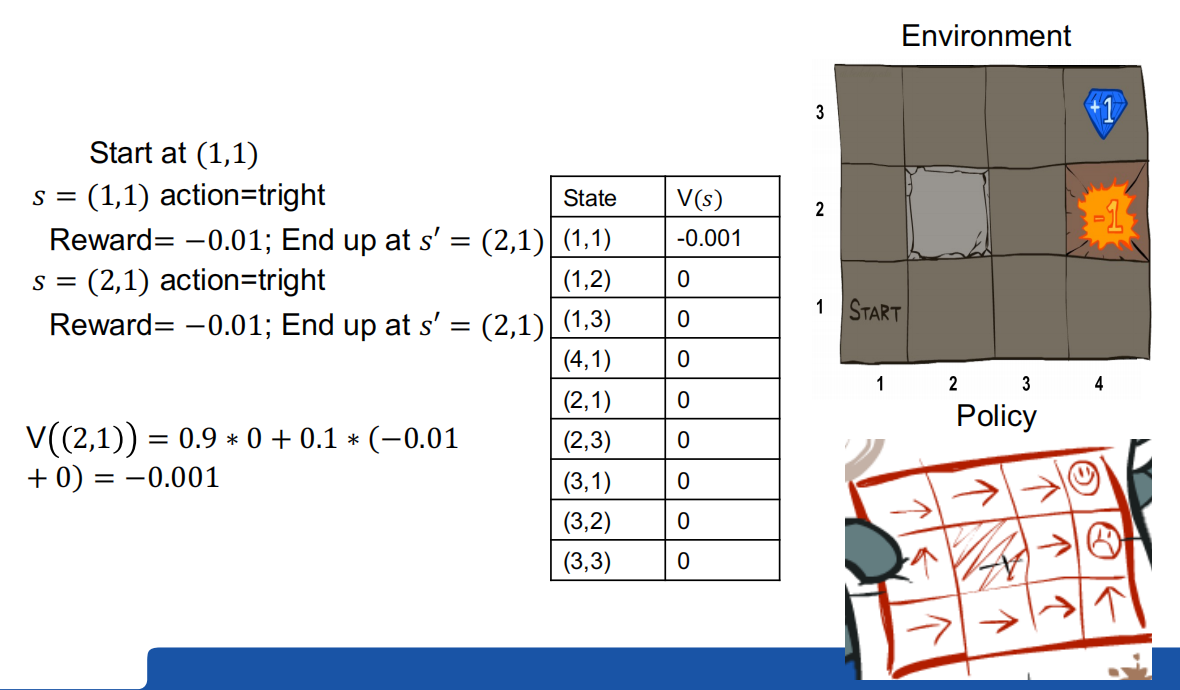 Start at (1,1)
s = (1,1) action=tright
Reward= −0.01; End up at s′ = (2,1)
s = (2,1) action=tright
Reward= −0.01; End up at s′ = (2,1)
V((2,1)) = 0.9 ∗ 0 + 0.1 ∗ (−0.01
+ 0) = −0.001
State V(s)
(1,1) -0.001
(1,2) 0
(1,3) 0
(4,1) 0
(2,1) 0
(2,3) 0
(3,1) 0
(3,2) 0
(3,3) 0
Environment
3 +1
2 -1
1 START
1 2 3 4
Policy